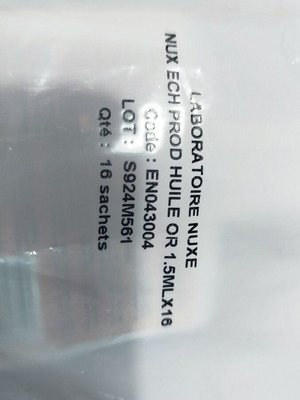 LABORATOIRE NUXE
NUX ECH PROD HUILE OR 1.5MLX16
Code : EN043004
LOT : S924M561
Qté : 16 sachets